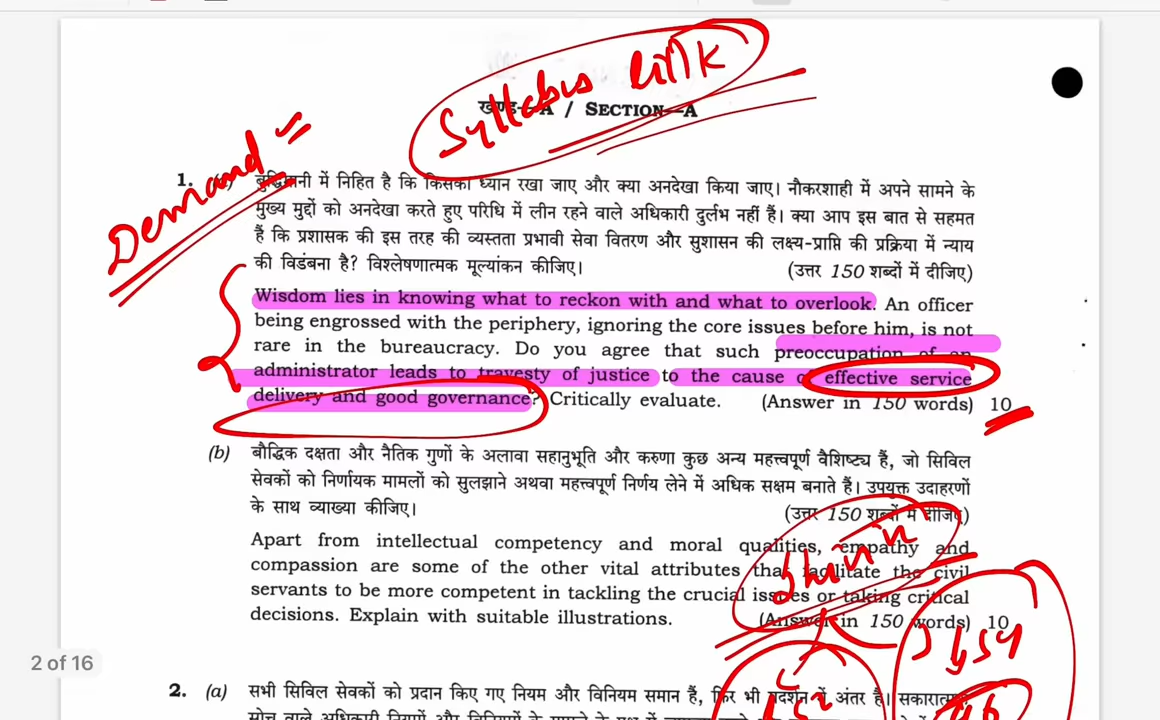 Syllabus link
खण्ड—A / SECTION—A
Demand =
1. बुद्धिमानी में निहित है कि किसका ध्यान रखा जाए और क्या अनदेखा किया जाए। नौकरशाही में अपने सामने के
मुख्य मुद्दों को अनदेखा करते हुए परिधि में लीन रहने वाले अधिकारी दुर्लभ नहीं हैं। क्या आप इस बात से सहमत
हैं कि प्रशासक की इस तरह की व्यस्तता प्रभावी सेवा वितरण और सुशासन की लक्ष्य-प्राप्ति की प्रक्रिया में न्याय
की विडंबना है? विश्लेषणात्मक मूल्यांकन कीजिए। (उत्तर 150 शब्दों में दीजिए)
Wisdom lies in knowing what to reckon with and what to overlook. An officer
being engrossed with the periphery, ignoring the core issues before him, is not
rare in the bureaucracy. Do you agree that such preoccupation of an
administrator leads to travesty of justice to the cause of effective service
delivery and good governance? Critically evaluate. (Answer in 150 words) 10
(b) बौद्धिक दक्षता और नैतिक गुणों के अलावा सहानुभूति और करुणा कुछ अन्य महत्त्वपूर्ण वैशिष्ट्य हैं, जो सिविल
सेवकों को निर्णायक मामलों को सुलझाने अथवा महत्त्वपूर्ण निर्णय लेने में अधिक सक्षम बनाते हैं। उपयुक्त उदाहरणों
के साथ व्याख्या कीजिए। (उत्तर 150 शब्दों में दीजिए)
Apart from intellectual competency and moral qualities, empathy and
compassion are some of the other vital attributes that facilitate the civil
servants to be more competent in tackling the crucial issues or taking critical
decisions. Explain with suitable illustrations. (Answer in 150 words) 10
2 of 16
2. (a) सभी सिविल सेवकों को प्रदान किए गए नियम और विनियम समान हैं, फिर भी प्रदर्शन में अंतर है।